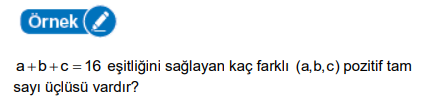 Örnek
a+b+c=16 eşitliğini sağlayan kaç farklı (a,b,c) pozitif tam
sayı üçlüsü vardır?